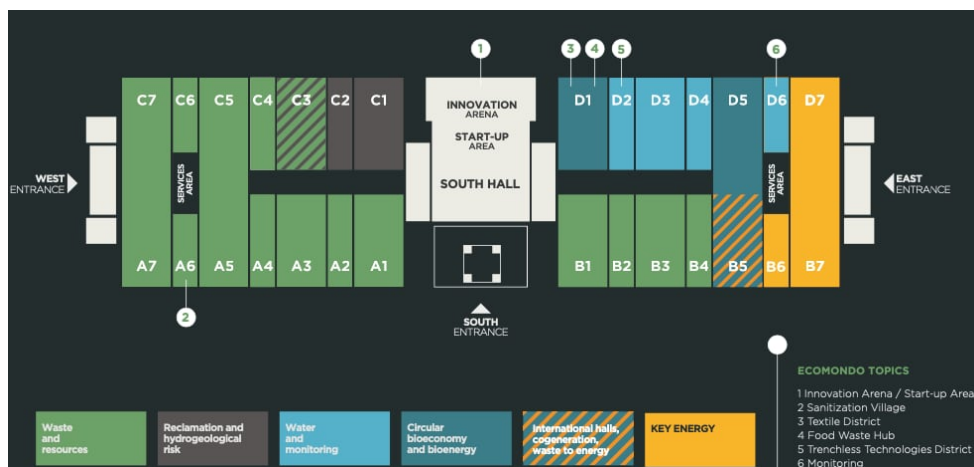 1
3
4
5
6
C7
C6
C5
C4
C3
C2
C1
INNOVATION
ARENA
START-UP
AREA
SOUTH HALL
D1
D2
D3
D4
D5
D6
D7
WEST
ENTRANCE
SERVICES
AREA
SERVICES
AREA
EAST
ENTRANCE
A7
A6
A5
A4
A3
A2
A1
B1
B2
B3
B4
B5
B6
B7
2
SOUTH
ENTRANCE
Waste
and
resources
Reclamation and
hydrogeological
risk
Water
and
monitoring
Circular
bioeconomy
and bioenergy
International halls,
cogeneration,
waste to energy
KEY ENERGY
ECOMONDO TOPICS
1 Innovation Arena / Start-up Area
2 Sanitization Village
3 Textile District
4 Food Waste Hub
5 Trenchless Technologies District
6 Monitoring